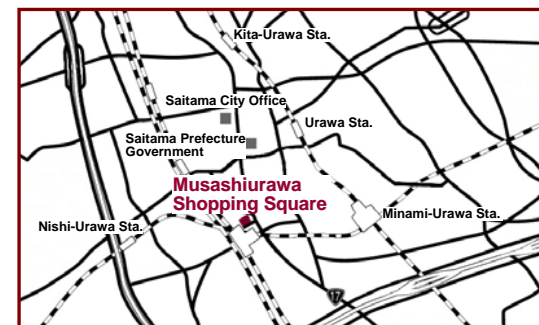 Kita-Urawa Sta.
Saitama City Office
Urawa Sta.
Saitama Prefecture
Government
Musashiurawa
Shopping Square
Minami-Urawa Sta.
Nishi-Urawa Sta.
17